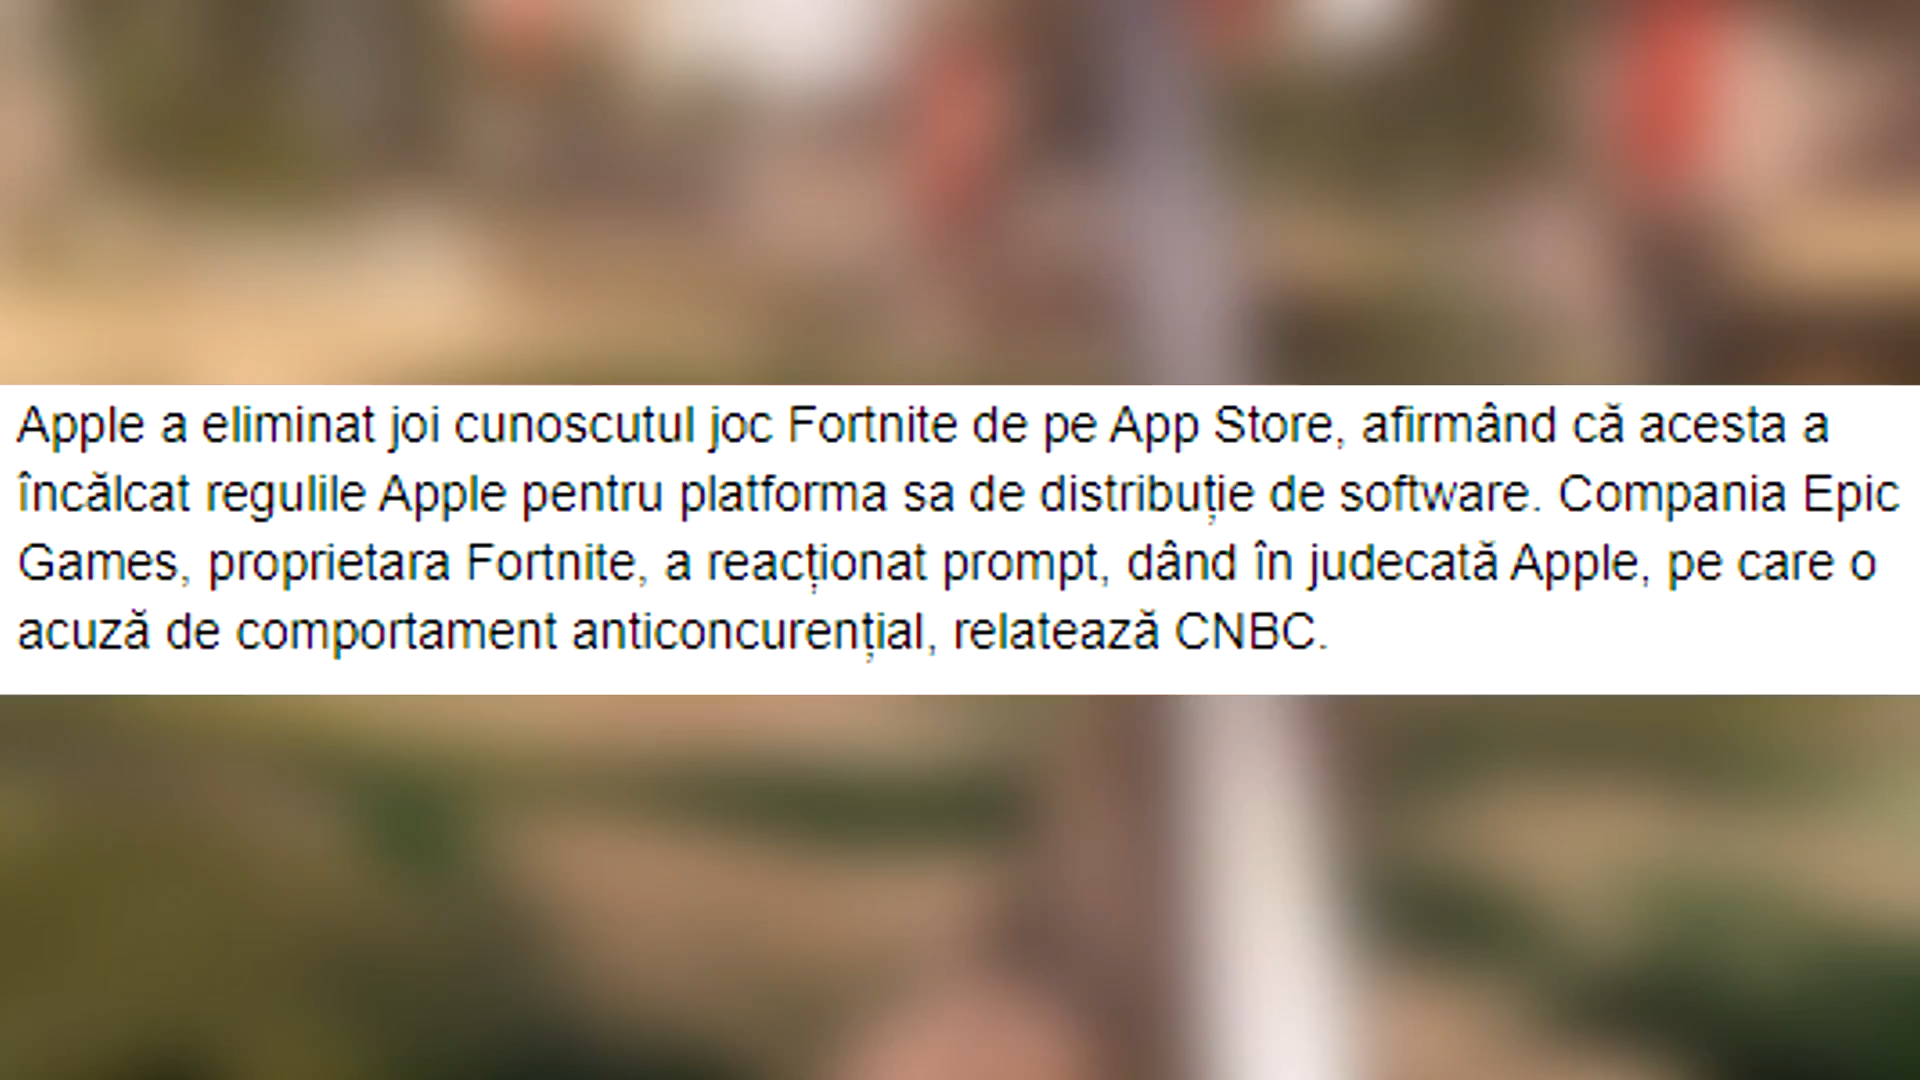 Apple a eliminat joi cunoscutul joc Fortnite de pe App Store, afirmând că acesta a
încălcat regulile Apple pentru platforma sa de distribuție de software. Compania Epic
Games, proprietara Fortnite, a reacționat prompt, dând în judecată Apple, pe care o
acuză de comportament anticoncurențial, relatează CNBC.